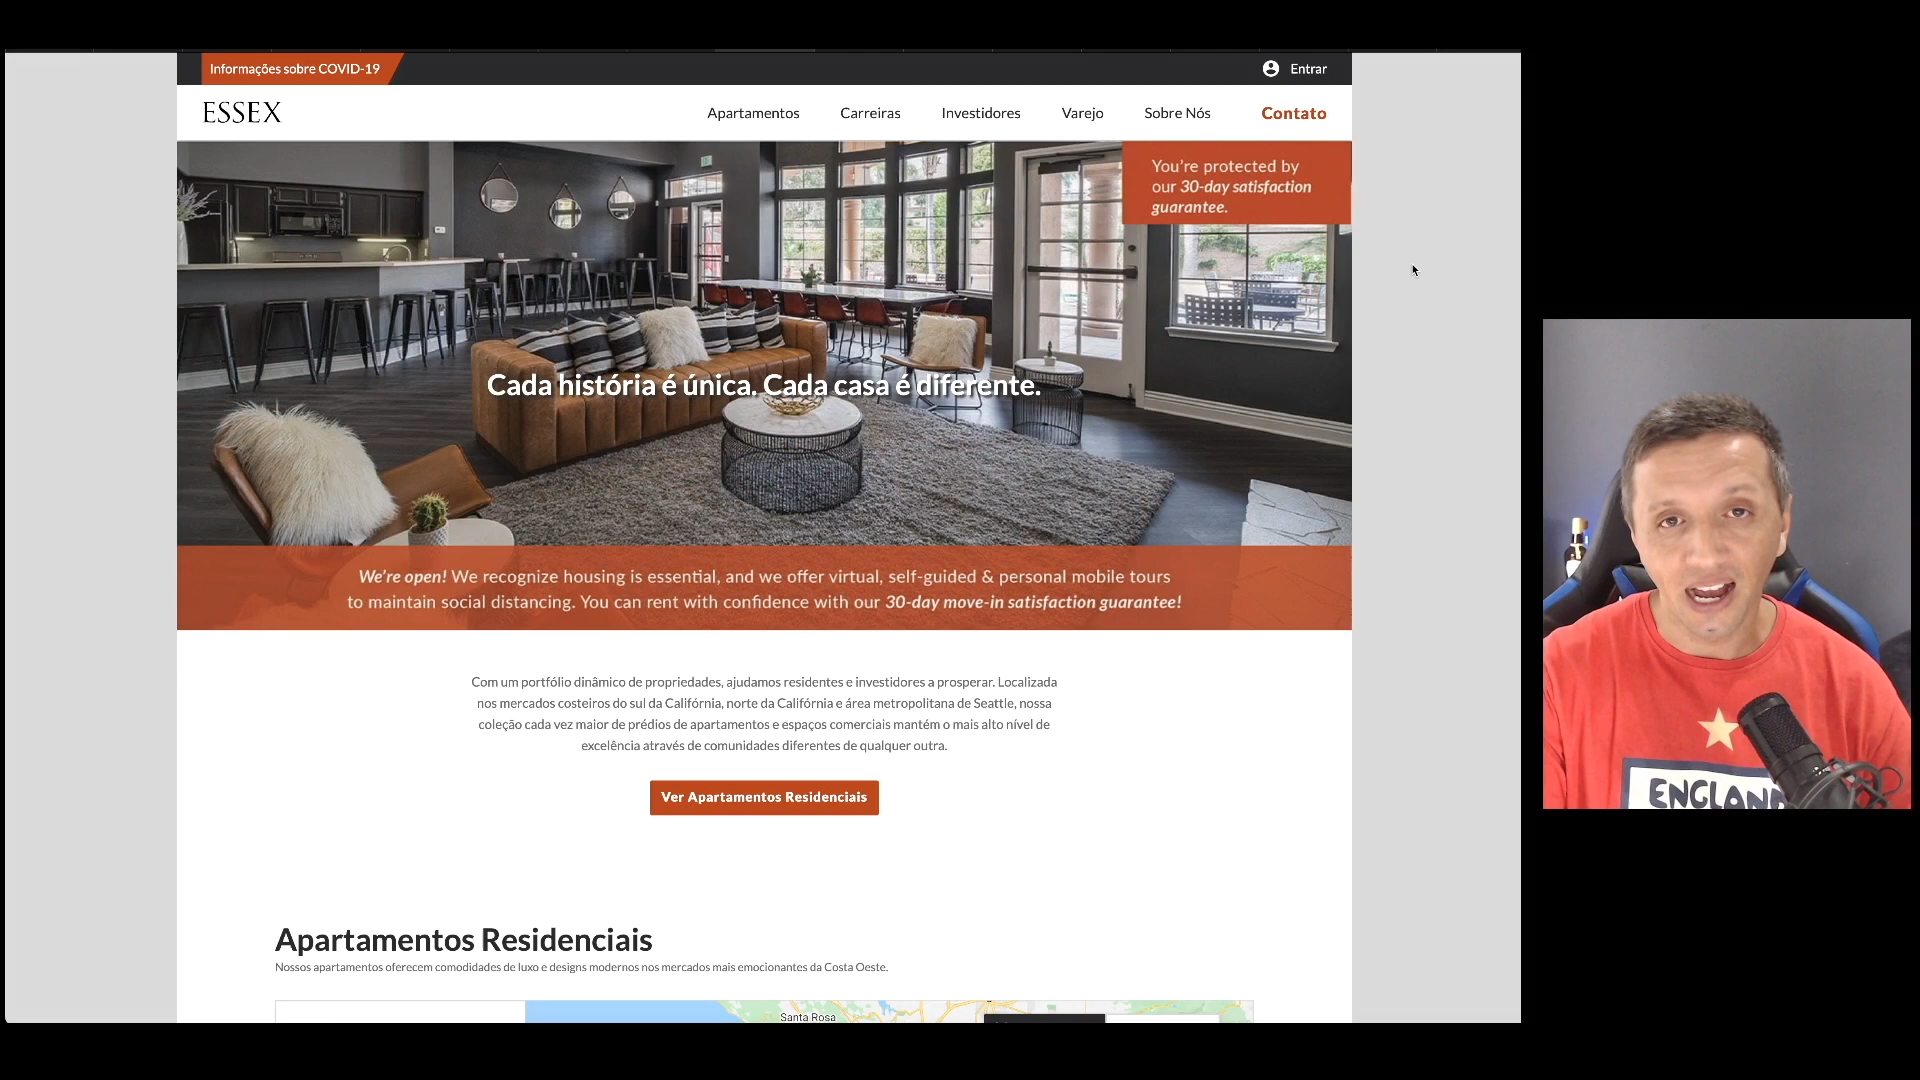 Informações sobre COVID-19
Entrar
ESSEX
Apartamentos
Carreiras
Investidores
Varejo
Sobre Nós
Contato
You're protected by
our 30-day satisfaction
guarantee.
Cada história é única. Cada casa é diferente.
We're open! We recognize housing is essential, and we offer virtual, self-guided & personal mobile tours
to maintain social distancing. You can rent with confidence with our 30-day move-in satisfaction guarantee!
Com um portfólio dinâmico de propriedades, ajudamos residentes e investidores a prosperar. Localizada
nos mercados costeiros do sul da Califórnia, norte da Califórnia e área metropolitana de Seattle, nossa
coleção cada vez maior de prédios de apartamentos e espaços comerciais mantém o mais alto nível de
excelência através de comunidades diferentes de qualquer outra.
Ver Apartamentos Residenciais
Apartamentos Residenciais
Nossos apartamentos oferecem comodidades de luxo e designs modernos nos mercados mais emocionantes da Costa Oeste.
Santa Rosa
ENGLAND